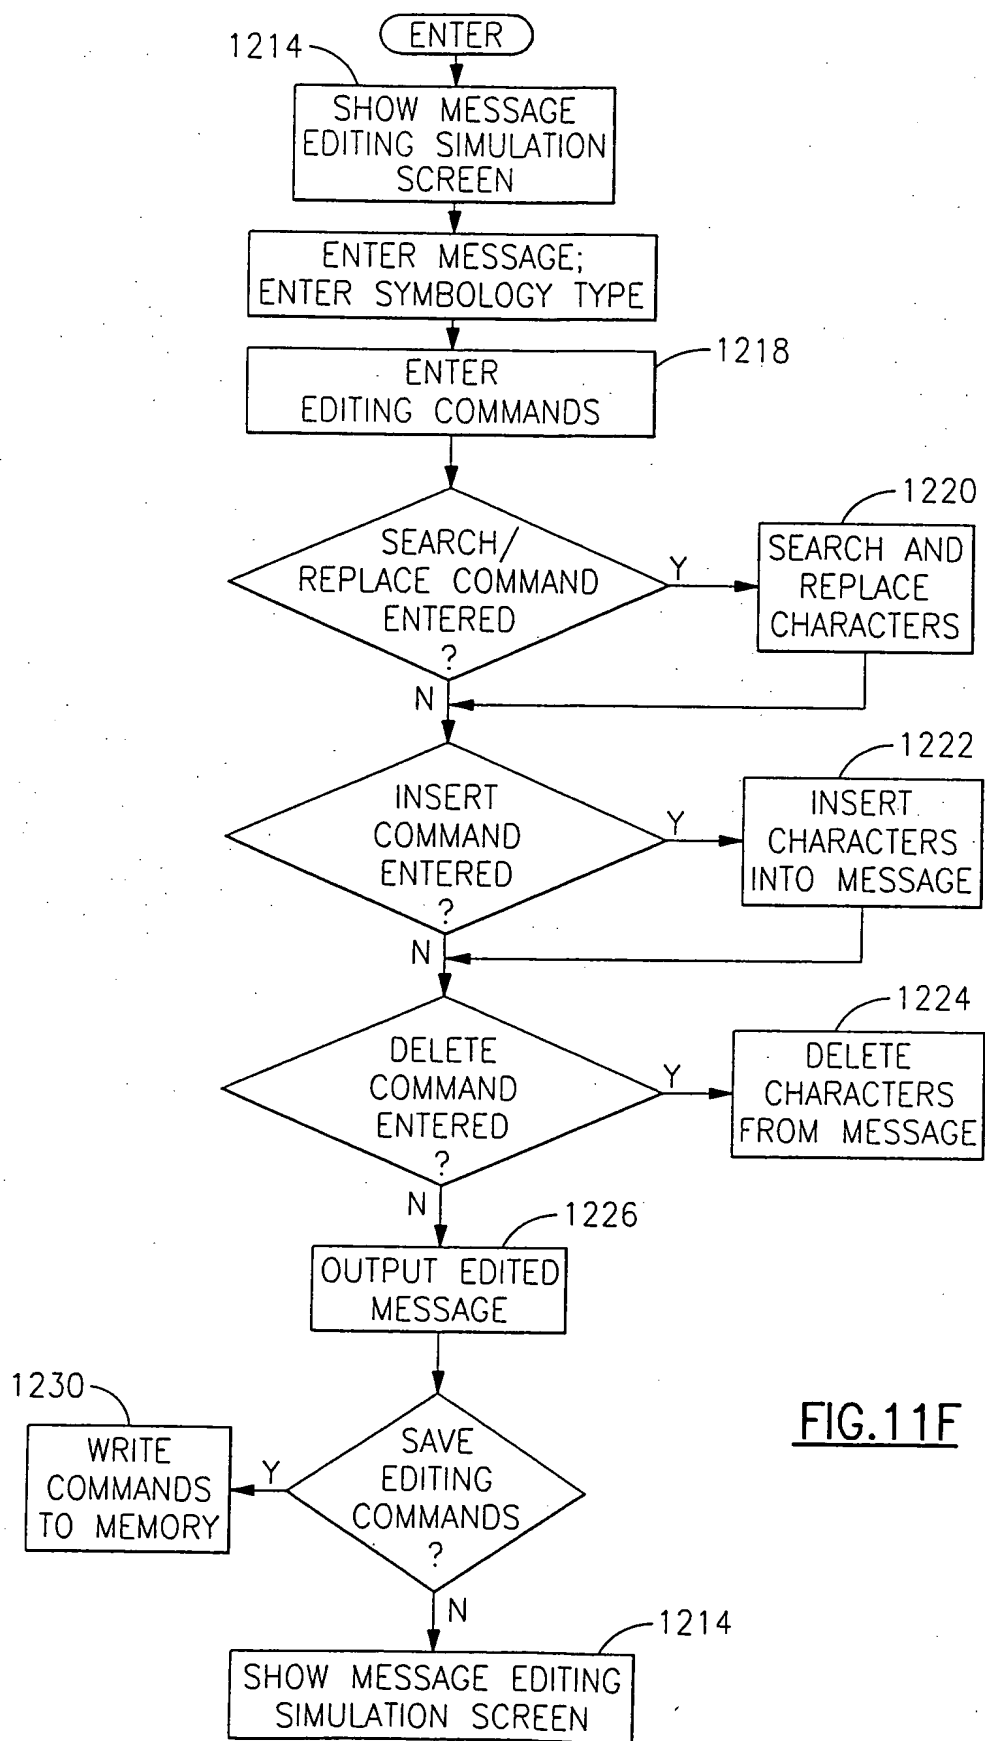 ENTER
1214
SHOW MESSAGE
EDITING SIMULATION
SCREEN
ENTER MESSAGE;
ENTER SYMBOLOGY TYPE
1218
ENTER
EDITING COMMANDS
SEARCH/
REPLACE COMMAND
ENTERED
?
Y
N
1220
SEARCH AND
REPLACE
CHARACTERS
INSERT
COMMAND
ENTERED
?
Y
N
1222
INSERT
CHARACTERS
INTO MESSAGE
DELETE
COMMAND
ENTERED
?
Y
N
1224
DELETE
CHARACTERS
FROM MESSAGE
1226
OUTPUT EDITED
MESSAGE
SAVE
EDITING
COMMANDS
?
Y
N
1230
WRITE
COMMANDS
TO MEMORY
1214
SHOW MESSAGE EDITING
SIMULATION SCREEN
FIG.11F